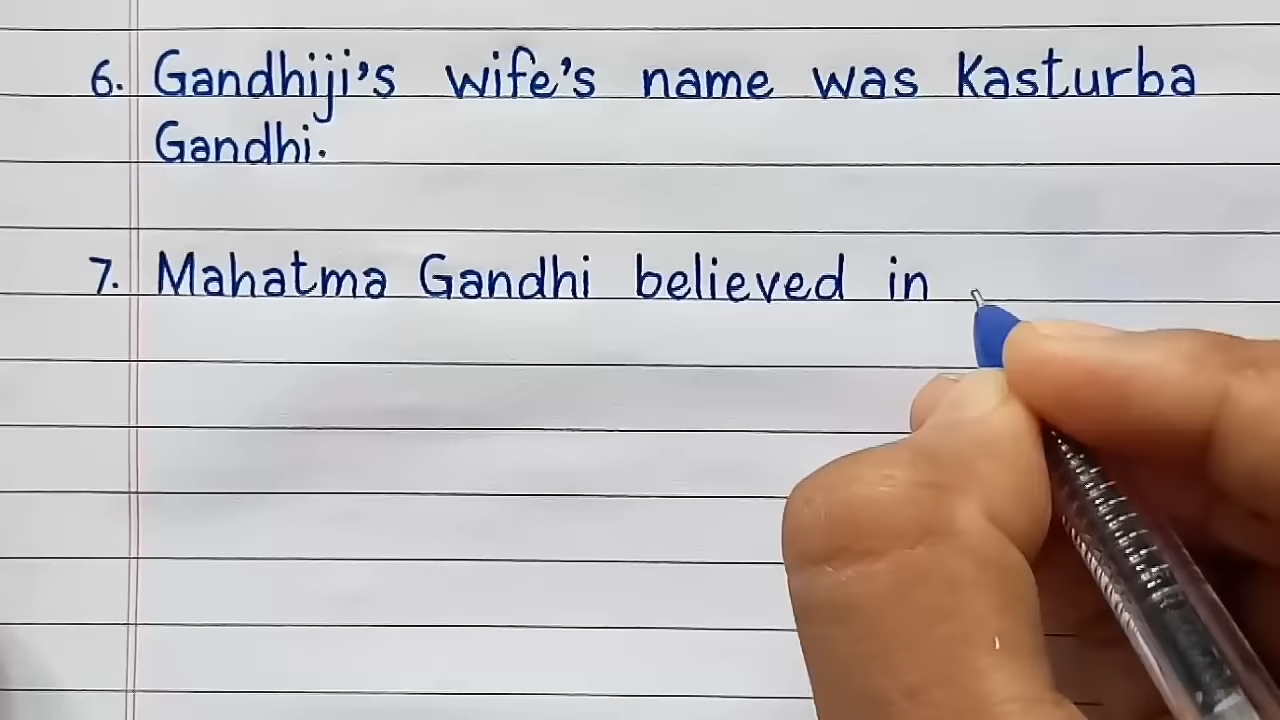 6. Gandhiji's wife's name was Kasturba
Gandhi.
7. Mahatma Gandhi believed in